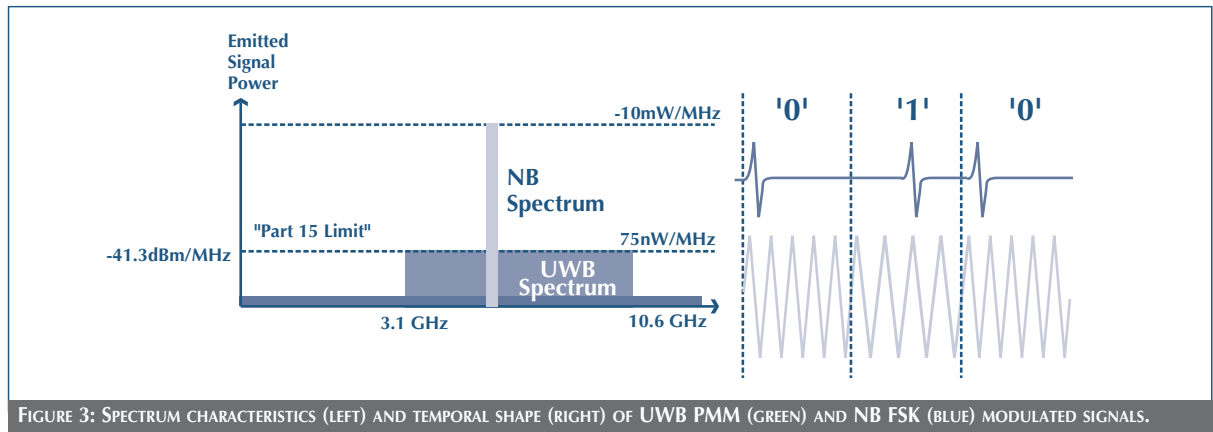 Emitted
Signal
Power
-10mW/MHz
NB
Spectrum
"Part 15 Limit"
-41.3dBm/MHz
75nW/MHz
UWB
Spectrum
3.1 GHz
10.6 GHz
'0' '1' '0'
FIGURE 3: SPECTRUM CHARACTERISTICS (LEFT) AND TEMPORAL SHAPE (RIGHT) OF UWB PMM (GREEN) AND NB FSK (BLUE) MODULATED SIGNALS.